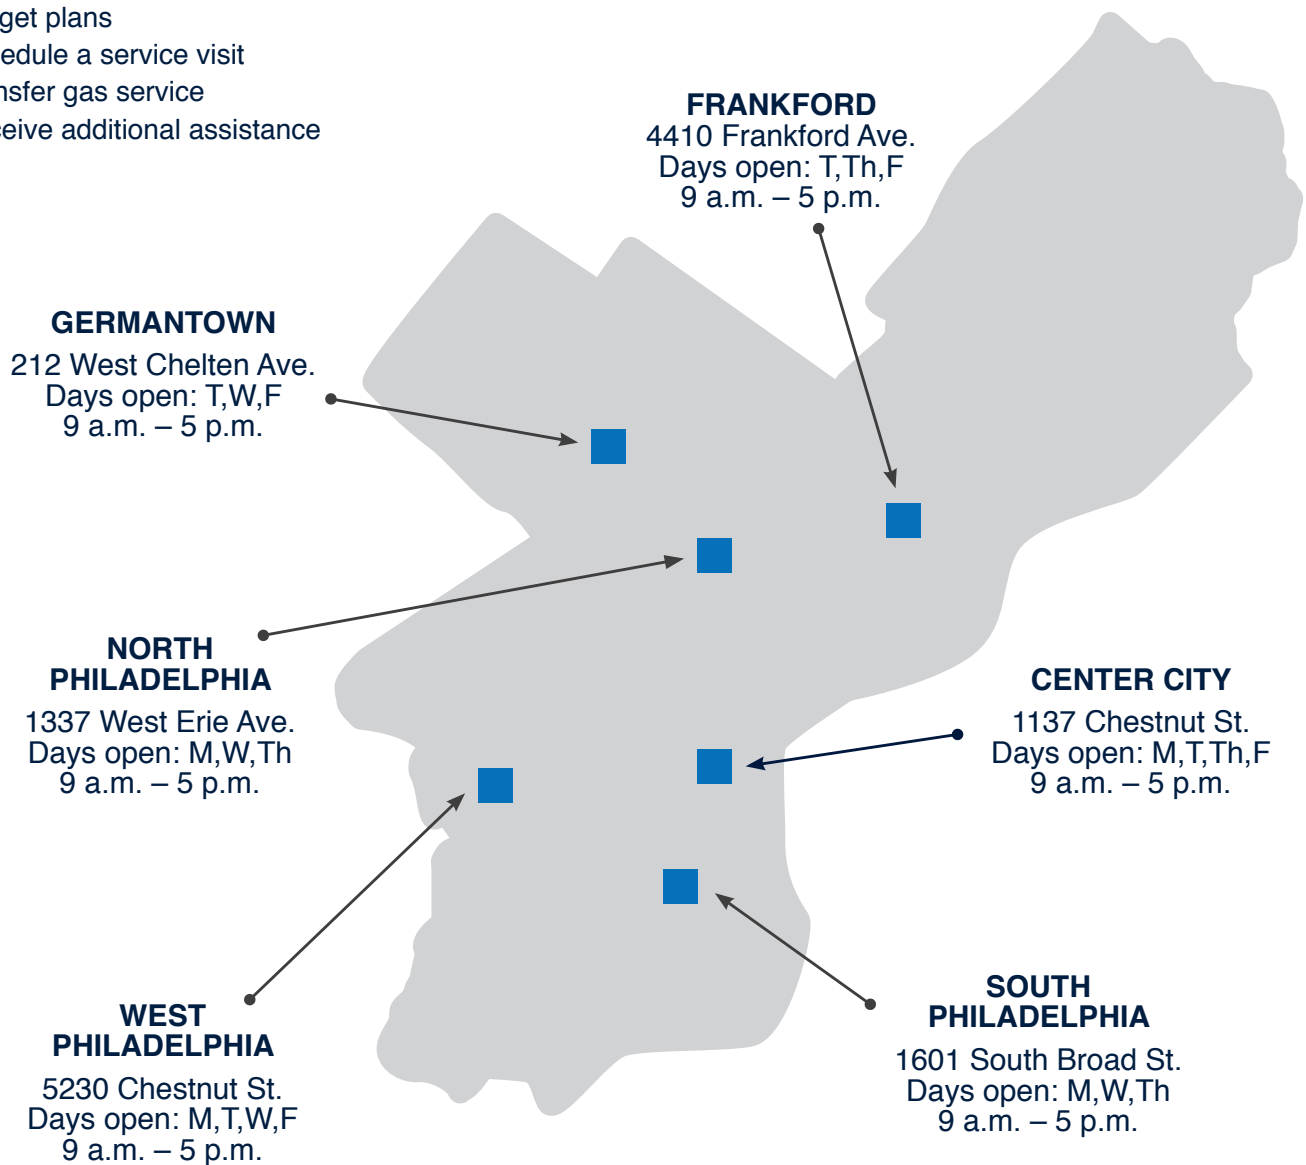 get plans
edule a service visit
nsfer gas service
eive additional assistance
FRANKFORD
4410 Frankford Ave.
Days open: T,Th,F
9 a.m. – 5 p.m.
GERMANTOWN
212 West Chelten Ave.
Days open: T,W,F
9 a.m. – 5 p.m.
NORTH
PHILADELPHIA
1337 West Erie Ave.
Days open: M,W,Th
9 a.m. – 5 p.m.
CENTER CITY
1137 Chestnut St.
Days open: M,T,Th,F
9 a.m. – 5 p.m.
WEST
PHILADELPHIA
5230 Chestnut St.
Days open: M,T,W,F
9 a.m. – 5 p.m.
SOUTH
PHILADELPHIA
1601 South Broad St.
Days open: M,W,Th
9 a.m. – 5 p.m.